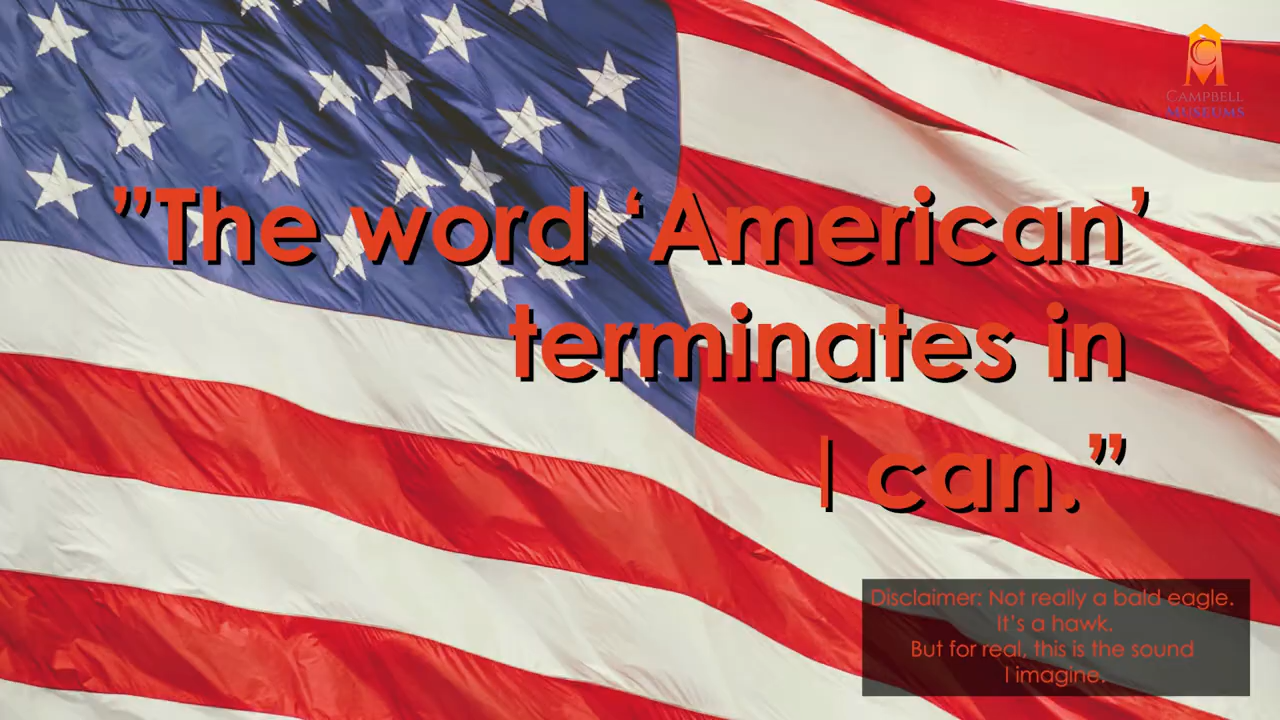 CAMPBELL
MUSEUMS
”The word ‘American’
terminates in
I can.”
Disclaimer: Not really a bald eagle.
It’s a hawk.
But for real, this is the sound
I imagine.